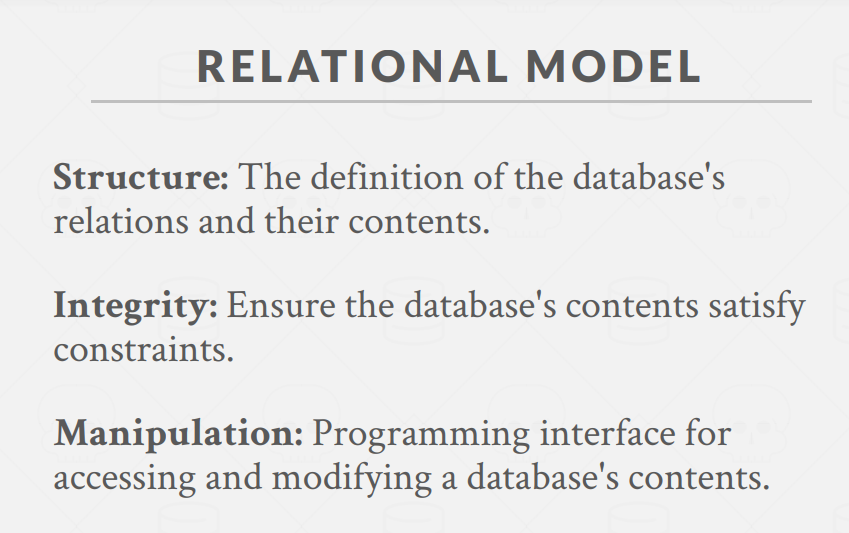 RELATIONAL MODEL
Structure: The definition of the database's
relations and their contents.
Integrity: Ensure the database's contents satisfy
constraints.
Manipulation: Programming interface for
accessing and modifying a database's contents.